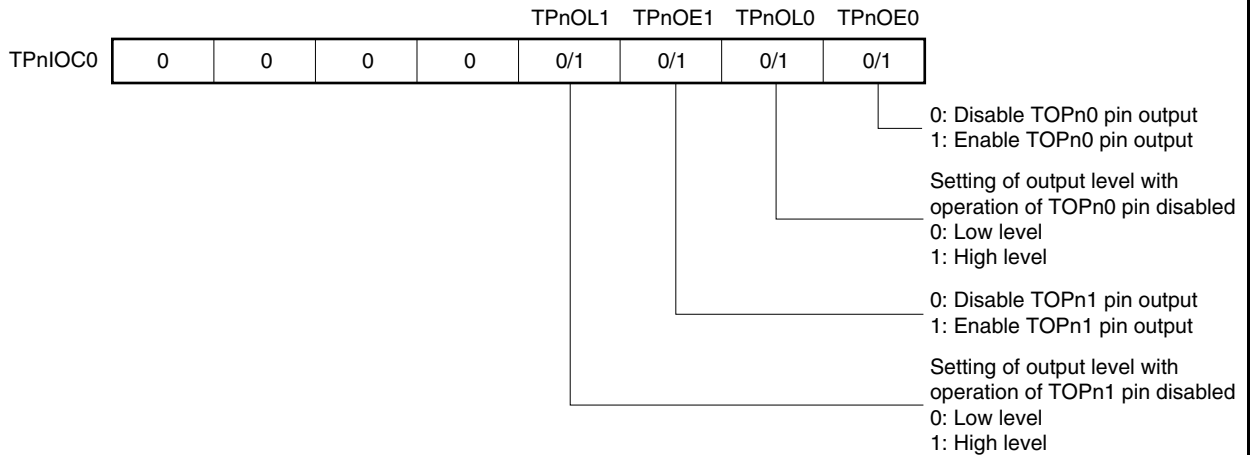 TPnOL1 TPnOE1 TPnOL0 TPnOE0
TPnIOC0 0 0 0 0 0/1 0/1 0/1 0/1
0: Disable TOPn0 pin output
1: Enable TOPn0 pin output
Setting of output level with
operation of TOPn0 pin disabled
0: Low level
1: High level
0: Disable TOPn1 pin output
1: Enable TOPn1 pin output
Setting of output level with
operation of TOPn1 pin disabled
0: Low level
1: High level